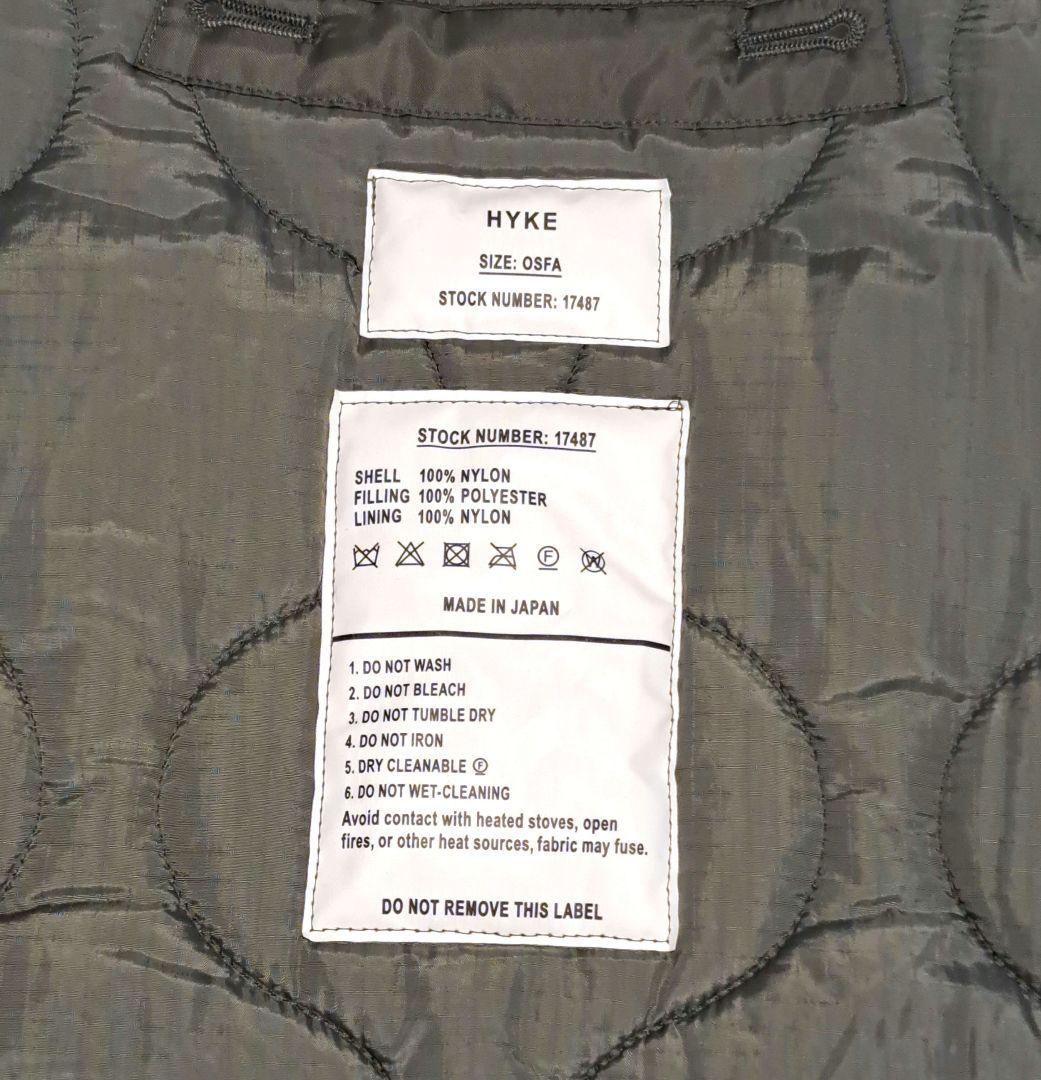 HYKE
SIZE: OSFA
STOCK NUMBER: 17487
STOCK NUMBER: 17487
SHELL 100% NYLON
FILLING 100% POLYESTER
LINING 100% NYLON
Ⓕ W
MADE IN JAPAN
1. DO NOT WASH
2. DO NOT BLEACH
3. DO NOT TUMBLE DRY
4. DO NOT IRON
5. DRY CLEANABLE Ⓕ
6. DO NOT WET-CLEANING
Avoid contact with heated stoves, open
fires, or other heat sources, fabric may fuse.
DO NOT REMOVE THIS LABEL